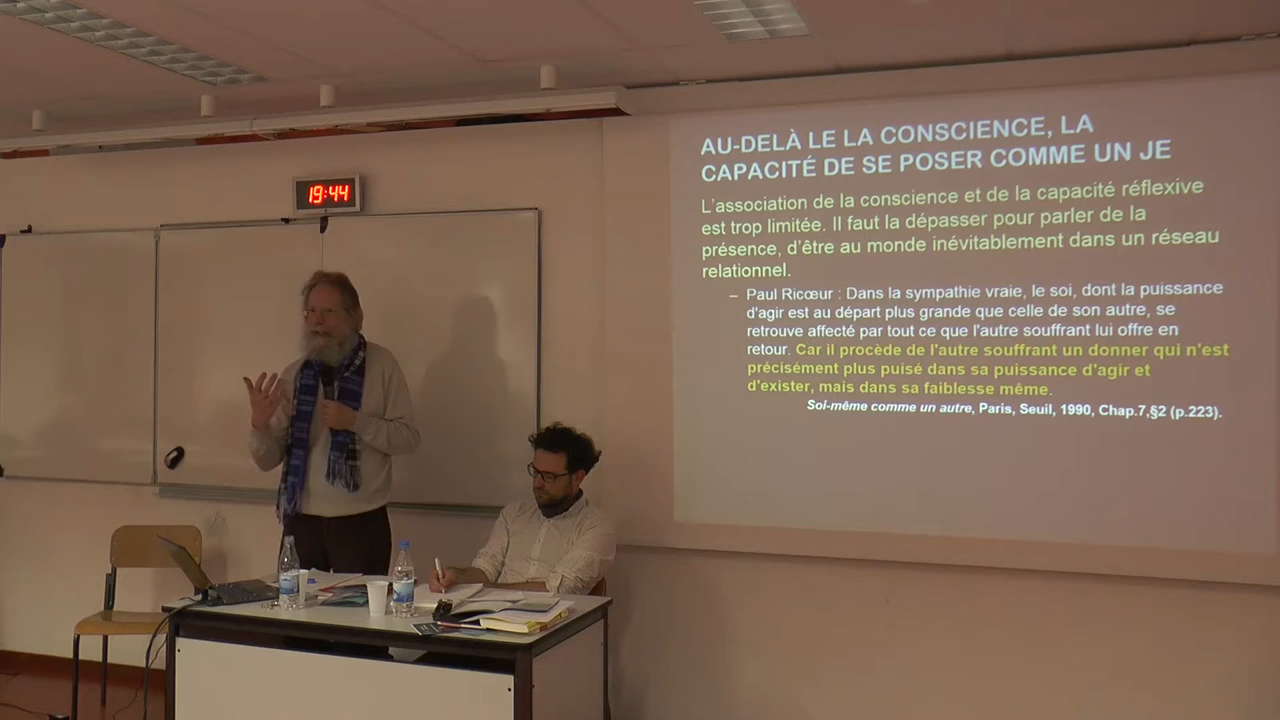 19:44
AU-DELÀ LE LA CONSCIENCE, LA
CAPACITÉ DE SE POSER COMME UN JE
L'association de la conscience et de la capacité réflexive
est trop limitée. Il faut la dépasser pour parler de la
présence, d'être au monde inévitablement dans un réseau
relationnel.
– Paul Ricœur : Dans la sympathie vraie, le soi, dont la puissance
d'agir est au départ plus grande que celle de son autre, se
retrouve affecté par tout ce que l'autre souffrant lui offre en
retour. Car il procède de l'autre souffrant un donner qui n'est
précisément plus puisé dans sa puissance d'agir et
d'exister, mais dans sa faiblesse même.
Soi-même comme un autre, Paris, Seuil, 1990, Chap.7,§2 (p.223).